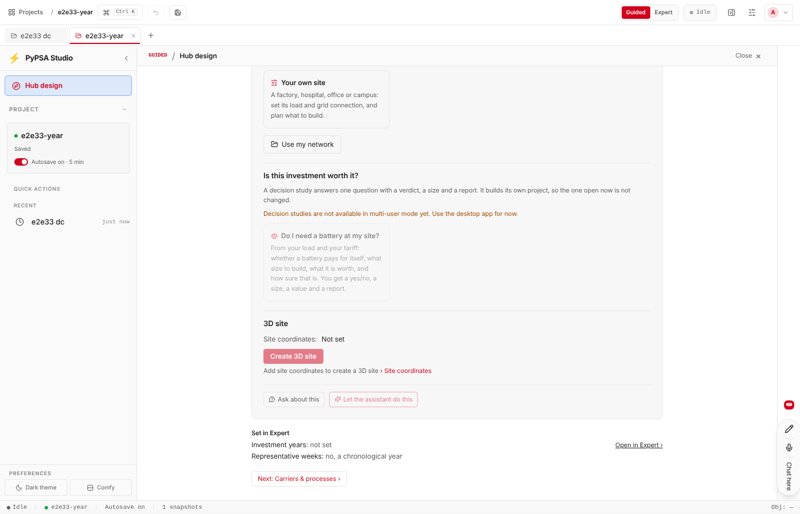 Projects / e2e33-year
Ctrl K
Guided
Expert
Idle
A
e2e33 dc
e2e33-year
PyPSA Studio
Hub design
PROJECT
e2e33-year
Saved
Autosave on · 5 min
QUICK ACTIONS
RECENT
e2e33 dc
just now
PREFERENCES
Dark theme
Comfy
GUIDED / Hub design
Close
Your own site
A factory, hospital, office or campus:
set its load and grid connection, and
plan what to build.
Use my network
Is this investment worth it?
A decision study answers one question with a verdict, a size and a report. It builds its own project, so the one open now is not
changed.
Decision studies are not available in multi-user mode yet. Use the desktop app for now.
Do I need a battery at my site?
From your load and your tariff:
whether a battery pays for itself, what
size to build, what it is worth, and
how sure that is. You get a yes/no, a
size, a value and a report.
3D site
Site coordinates: Not set
Create 3D site
Add site coordinates to create a 3D site › Site coordinates
Ask about this
Let the assistant do this
Set in Expert
Investment years: not set
Representative weeks: no, a chronological year
Open in Expert ›
Next: Carriers & processes ›
Chat here
Idle
e2e33-year
Autosave on
1 snapshots
Obj: —